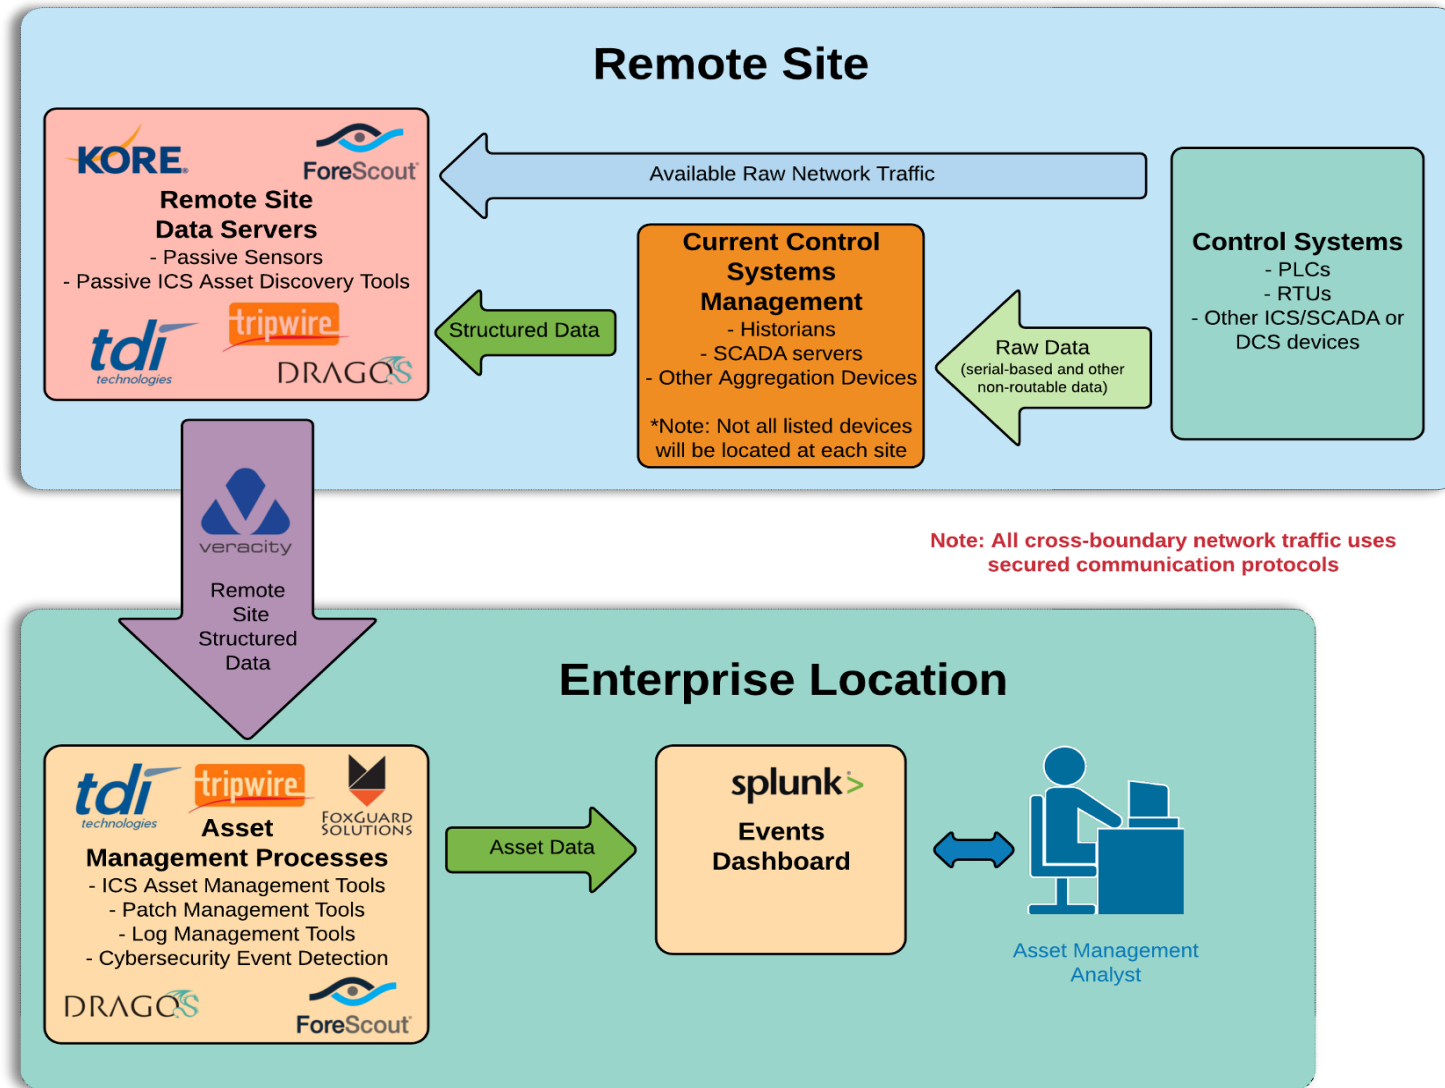 Remote Site
KORE
ForeScout
Remote Site
Data Servers
- Passive Sensors
- Passive ICS Asset Discovery Tools
tdi
technologies
tripwire
DRAGOS
Available Raw Network Traffic
Structured Data
Current Control
Systems
Management
- Historians
- SCADA servers
- Other Aggregation Devices
*Note: Not all listed devices
will be located at each site
Raw Data
(serial-based and other
non-routable data)
Control Systems
- PLCs
- RTUs
- Other ICS/SCADA or
DCS devices
veracity
Remote
Site
Structured
Data
Note: All cross-boundary network traffic uses
secured communication protocols
Enterprise Location
tdi
technologies
tripwire
FOXGUARD
SOLUTIONS
Asset
Management Processes
- ICS Asset Management Tools
- Patch Management Tools
- Log Management Tools
- Cybersecurity Event Detection
DRAGOS
ForeScout
Asset Data
splunk>
Events
Dashboard
Asset Management
Analyst